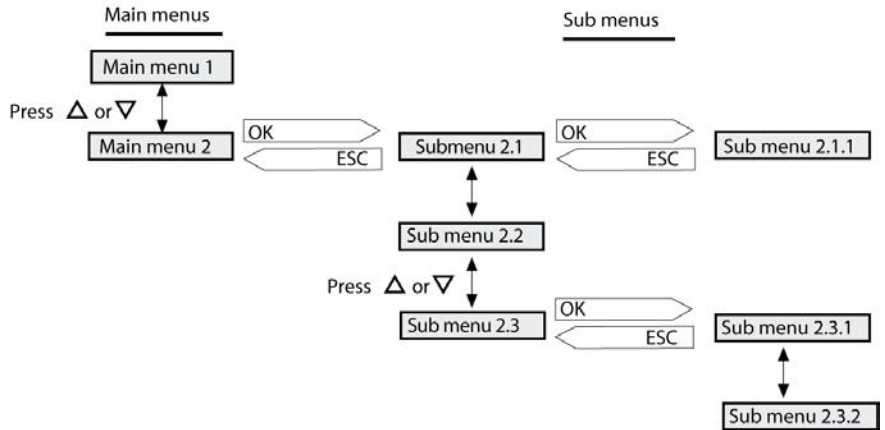 Main menus
Sub menus
Main menu 1
Press △ or ▽
Main menu 2
OK
ESC
Submenu 2.1
OK
ESC
Sub menu 2.1.1
Sub menu 2.2
Press △ or ▽
Sub menu 2.3
OK
ESC
Sub menu 2.3.1
Sub menu 2.3.2